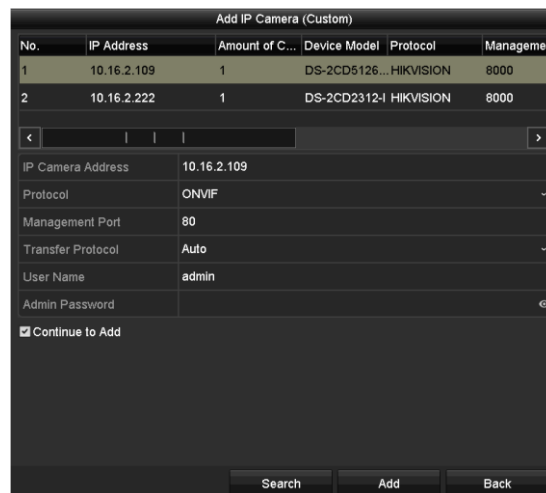 Add IP Camera (Custom)
No. IP Address Amount of C... Device Model Protocol Manageme
1 10.16.2.109 1 DS-2CD5126... HIKVISION 8000
2 10.16.2.222 1 DS-2CD2312-I HIKVISION 8000
IP Camera Address 10.16.2.109
Protocol ONVIF
Management Port 80
Transfer Protocol Auto
User Name admin
Admin Password
Continue to Add
Search Add Back